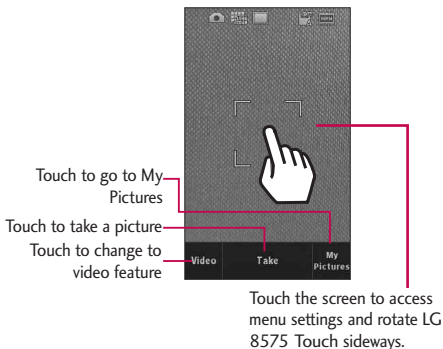 Touch to go to My
Pictures
Touch to take a picture
Touch to change to
video feature
Video
Take
My
Pictures
Touch the screen to access
menu settings and rotate LG
8575 Touch sideways.